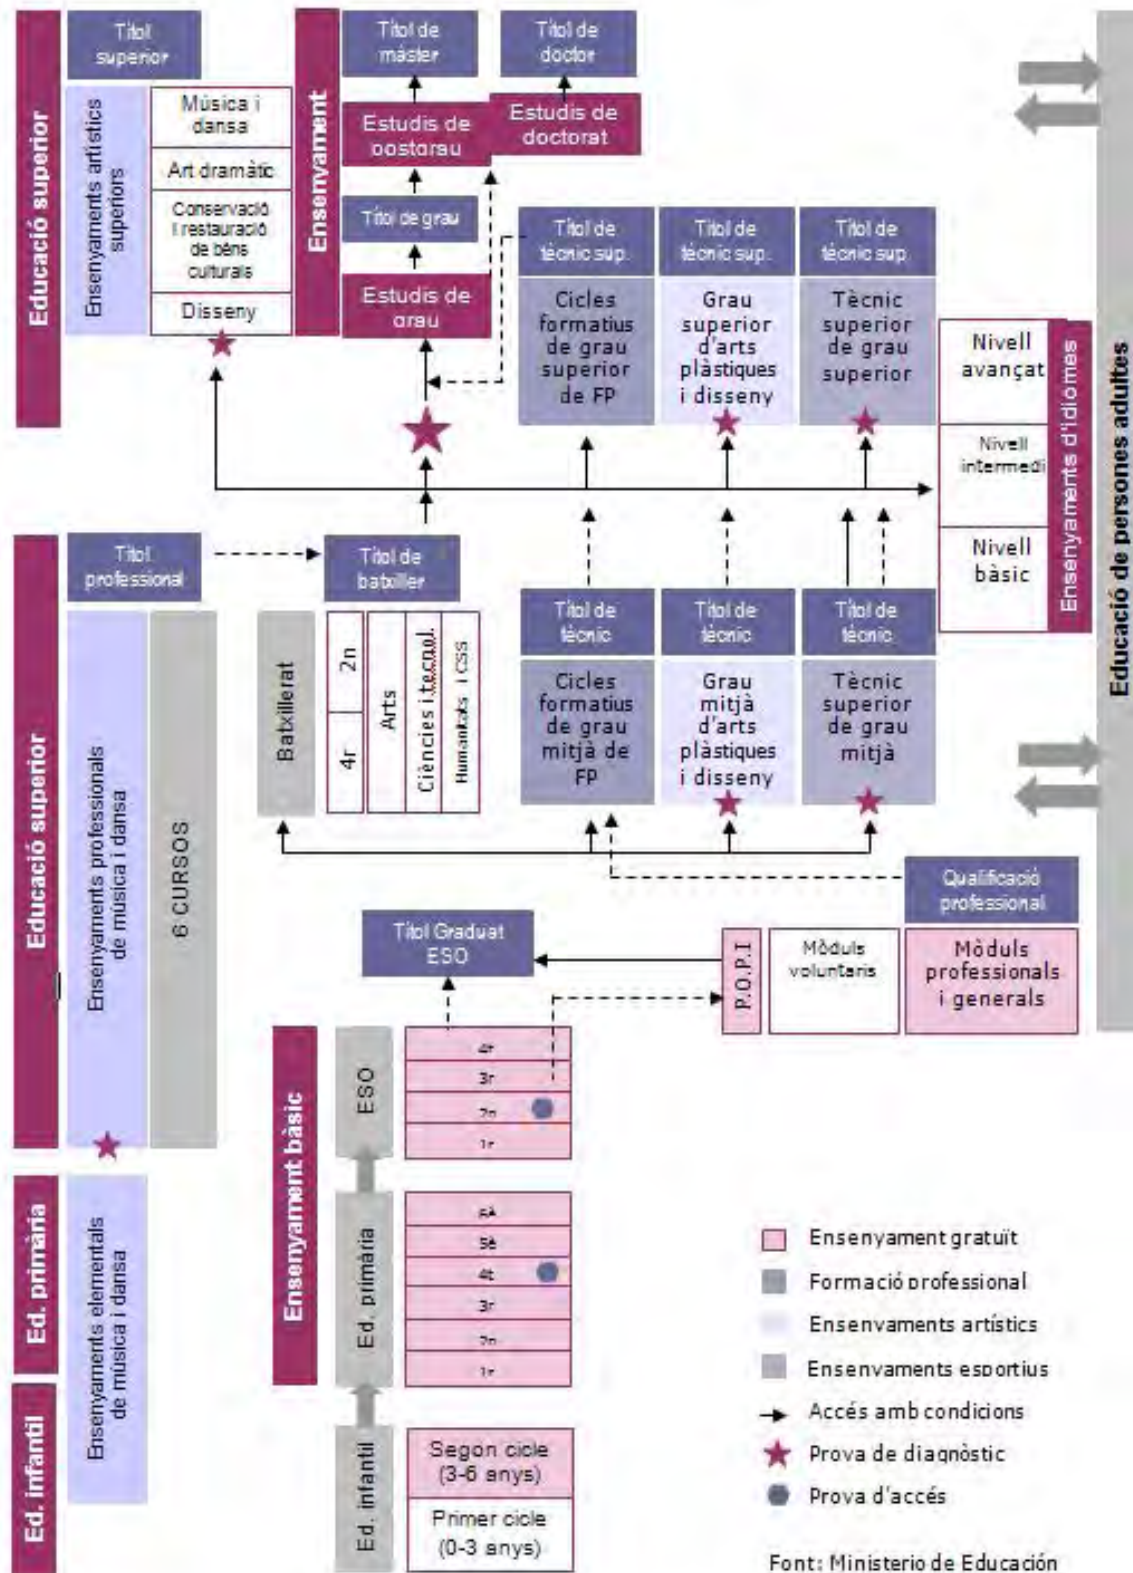 Educació superior
Títol
superior
Ensenyaments artístics
superiors
Música i
dansa
Art dramàtic
Conservació
i restauració
de béns
culturals
Disseny
Ensenyament
Títol de
màster
Títol de
doctor
Estudis de
postgrau
Estudis de
doctorat
Títol de grau
Estudis de
grau
Títol de
tècnic sup.
Títol de
tècnic sup.
Títol de
tècnic sup.
Cicles
formatius
de grau
superior
de FP
Grau
superior
d'arts
plàstiques
i disseny
Tècnic
superior
de grau
superior
Nivell
avançat
Nivell
intermedi
Nivell
bàsic
Ensenyaments d'idiomes
Educació de persones adultes
Educació superior
Títol
professional
Ensenyaments professionals
de música i dansa
6 CURSOS
Títol de
batxiller
Batxillerat
4r
2n
Arts
Ciències i tecnol.
Humanitats i CSS
Títol de
tècnic
Títol de
tècnic
Títol de
tècnic
Cicles
formatius
de grau
mitjà de
FP
Grau
mitjà
d'arts
plàstiques
i disseny
Tècnic
superior
de grau
mitjà
Qualificació
professional
Títol Graduat
ESO
P.Q.P.I
Mòduls
voluntaris
Mòduls
professionals
i generals
Ensenyament bàsic
ESO
4t
3r
2n
1r
Ed. primària
Ensenyaments elementals
de música i dansa
Ed. primària
6è
5è
4t
3r
2n
1r
Ed. infantil
Ed. infantil
Segon cicle
(3-6 anys)
Primer cicle
(0-3 anys)
Ensenyament gratuït
Formació professional
Ensenyaments artístics
Ensenyaments esportius
Accés amb condicions
Prova de diagnòstic
Prova d'accés
Font: Ministerio de Educación